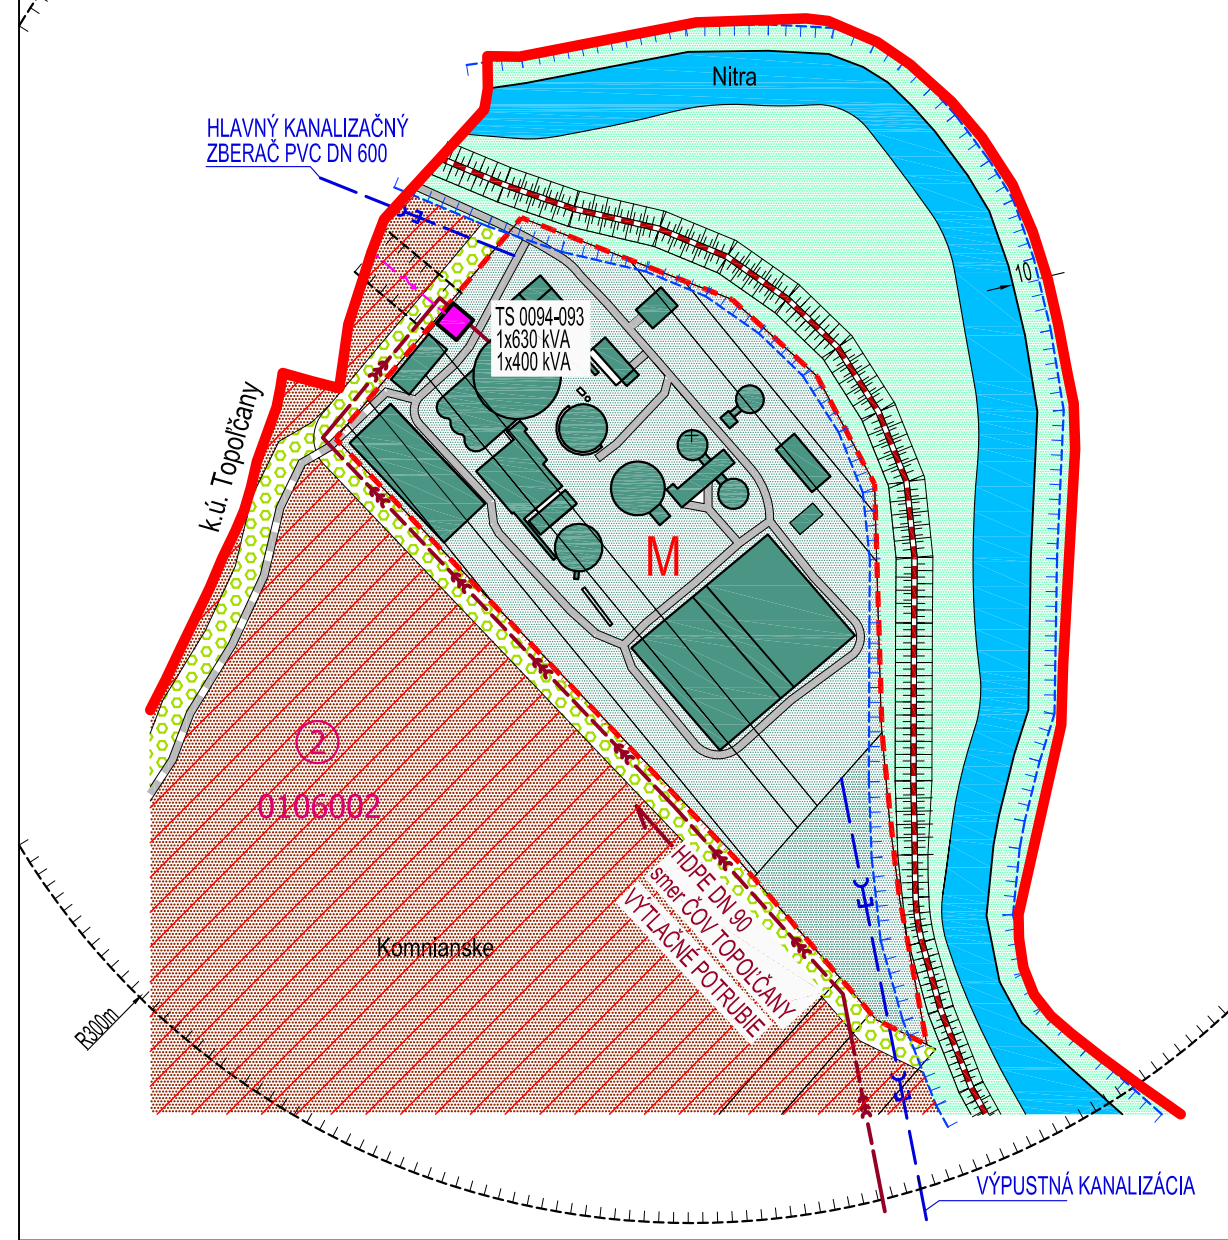 Nitra
HLAVNÝ KANALIZAČNÝ
ZBERAČ PVC DN 600
10
TS 0094-093
1x630 kVA
1x400 kVA
k.ú. Topoľčany
M
2
0106002
HDPE DN 90
smer ČOV TOPOĽČANY
VÝTLAČNÉ POTRUBIE
Komnianske
R300m
VÝPUSTNÁ KANALIZÁCIA